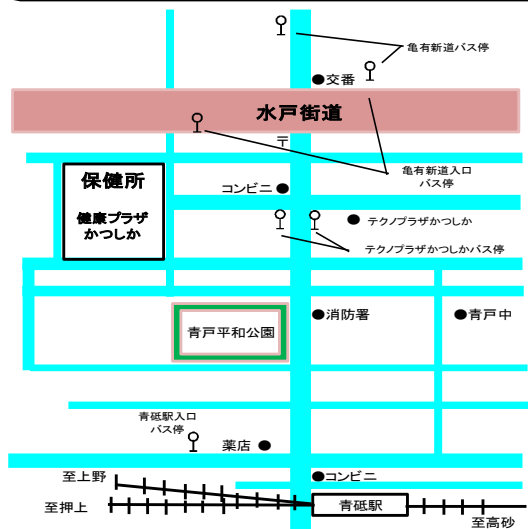 亀有新道バス停
交番
水戸街道
〒
保健所
健康プラザ
かつしか
亀有新道入口
バス停
コンビニ
テクノプラザかつしか
テクノプラザかつしかバス停
青戸平和公園
消防署
青戸中
青砥駅入口
バス停
薬店
至上野
コンビニ
至押上
青砥駅
至高砂